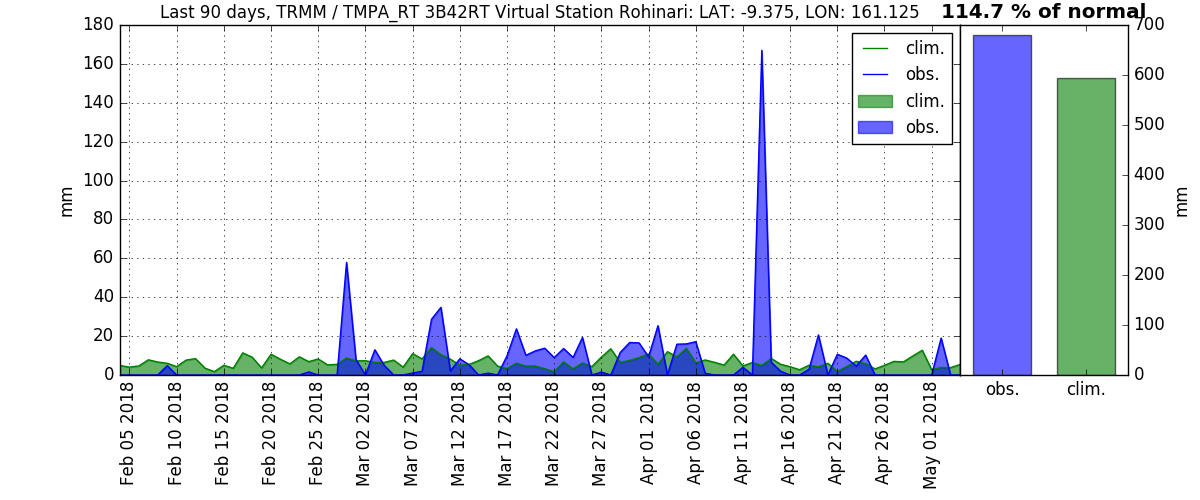 Last 90 days, TRMM / TMPA_RT 3B42RT Virtual Station Rohinari: LAT: -9.375, LON: 161.125
114.7 % of normal
180
160
140
120
100
80
60
40
20
0
mm
clim.
obs.
clim.
obs.
700
600
500
400
300
200
100
0
mm
obs.
clim.
Feb 05 2018
Feb 10 2018
Feb 15 2018
Feb 20 2018
Feb 25 2018
Mar 02 2018
Mar 07 2018
Mar 12 2018
Mar 17 2018
Mar 22 2018
Mar 27 2018
Apr 01 2018
Apr 06 2018
Apr 11 2018
Apr 16 2018
Apr 21 2018
Apr 26 2018
May 01 2018